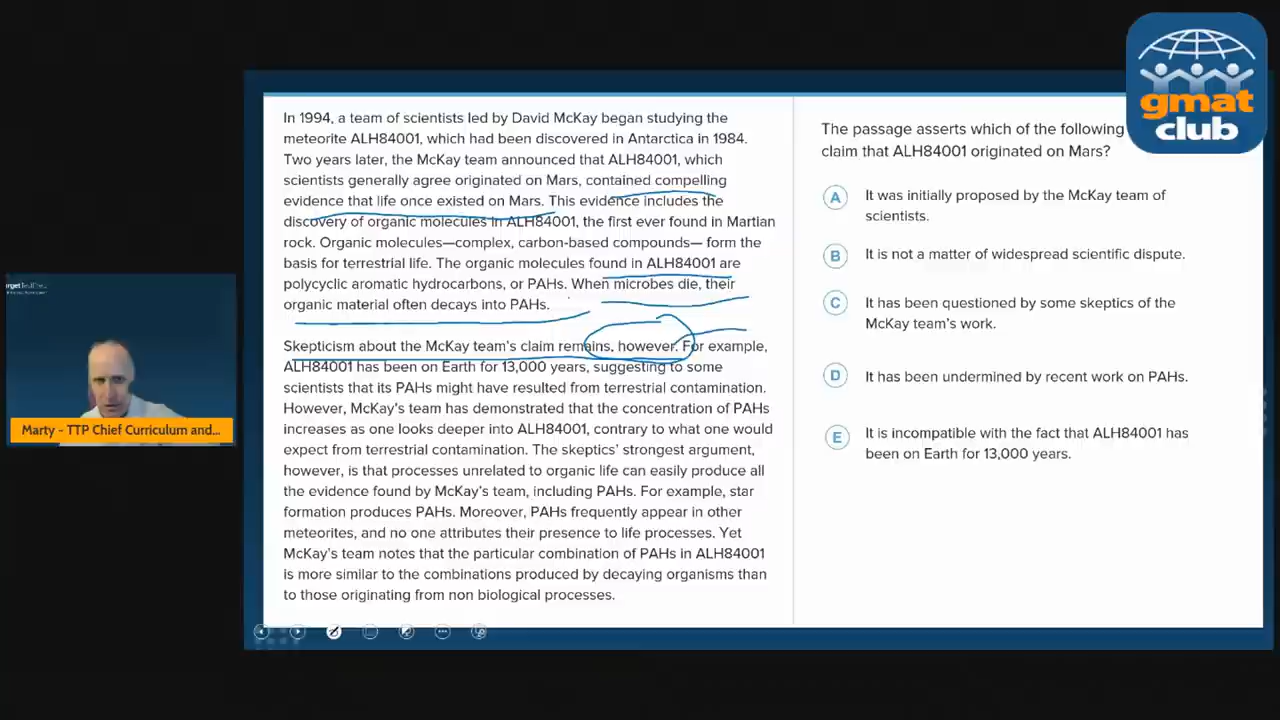 gmat
club
In 1994, a team of scientists led by David McKay began studying the
meteorite ALH84001, which had been discovered in Antarctica in 1984.
Two years later, the McKay team announced that ALH84001, which
scientists generally agree originated on Mars, contained compelling
evidence that life once existed on Mars. This evidence includes the
discovery of organic molecules in ALH84001, the first ever found in Martian
rock. Organic molecules—complex, carbon-based compounds— form the
basis for terrestrial life. The organic molecules found in ALH84001 are
polycyclic aromatic hydrocarbons, or PAHs. When microbes die, their
organic material often decays into PAHs.
Skepticism about the McKay team's claim remains, however. For example,
ALH84001 has been on Earth for 13,000 years, suggesting to some
scientists that its PAHs might have resulted from terrestrial contamination.
However, McKay's team has demonstrated that the concentration of PAHs
increases as one looks deeper into ALH84001, contrary to what one would
expect from terrestrial contamination. The skeptics' strongest argument,
however, is that processes unrelated to organic life can easily produce all
the evidence found by McKay's team, including PAHs. For example, star
formation produces PAHs. Moreover, PAHs frequently appear in other
meteorites, and no one attributes their presence to life processes. Yet
McKay's team notes that the particular combination of PAHs in ALH84001
is more similar to the combinations produced by decaying organisms than
to those originating from non biological processes.
The passage asserts which of the following
claim that ALH84001 originated on Mars?
A It was initially proposed by the McKay team of
scientists.
B It is not a matter of widespread scientific dispute.
C It has been questioned by some skeptics of the
McKay team's work.
D It has been undermined by recent work on PAHs.
E It is incompatible with the fact that ALH84001 has
been on Earth for 13,000 years.
Marty - TTP Chief Curriculum and...